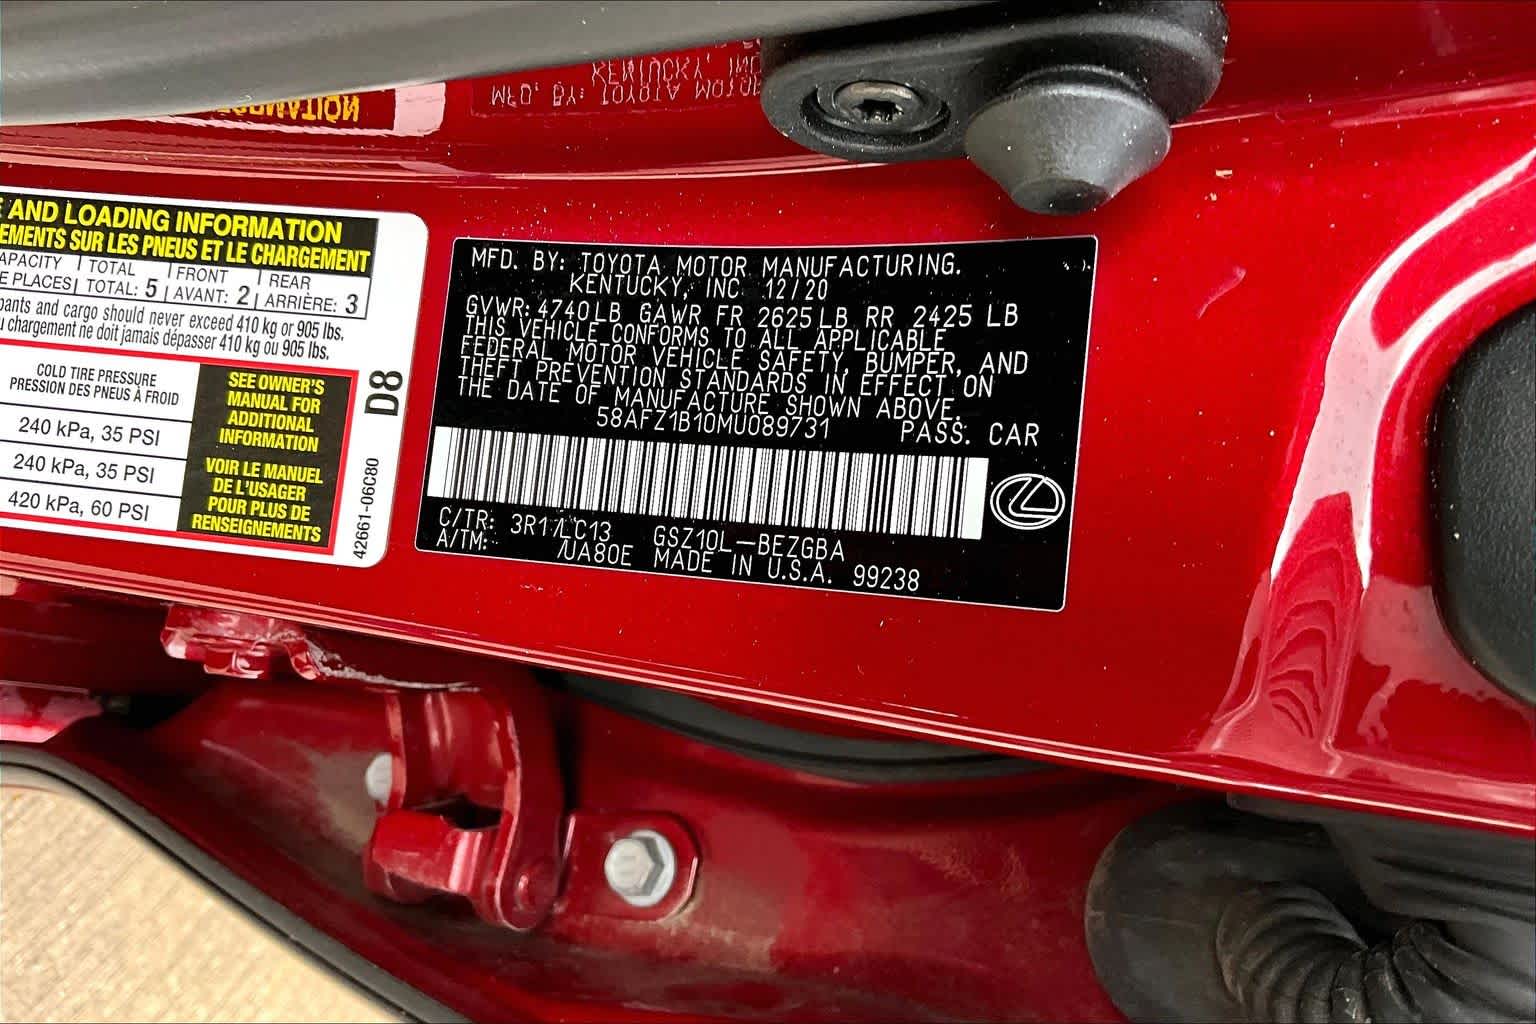 AND LOADING INFORMATION
EMENTS SUR LES PNEUS ET LE CHARGEMENT
APACITY TOTAL FRONT REAR
E PLACES TOTAL: 5 AVANT: 2 ARRIÈRE: 3
pants and cargo should never exceed 410 kg or 905 lbs.
chargement ne doit jamais dépasser 410 kg ou 905 lbs.
COLD TIRE PRESSURE
PRESSION DES PNEUS À FROID
240 kPa, 35 PSI
240 kPa, 35 PSI
420 kPa, 60 PSI
SEE OWNER'S
MANUAL FOR
ADDITIONAL
INFORMATION
VOIR LE MANUEL
DE L'USAGER
POUR PLUS DE
RENSEIGNEMENTS
D8
42661-06C80
MFD. BY: TOYOTA MOTOR MANUFACTURING.
KENTUCKY, INC 12/20
GVWR: 4740LB GAWR FR 2625LB RR 2425 LB
THIS VEHICLE CONFORMS TO ALL APPLICABLE
FEDERAL MOTOR VEHICLE SAFETY, BUMPER, AND
THEFT PREVENTION STANDARDS IN EFFECT ON
THE DATE OF MANUFACTURE SHOWN ABOVE.
58AFZ1B10MU089731 PASS. CAR
C/TR: 3R1/LC13 GSZ10L-BEZGBA
A/TM: /UA80E MADE IN U.S.A. 99238